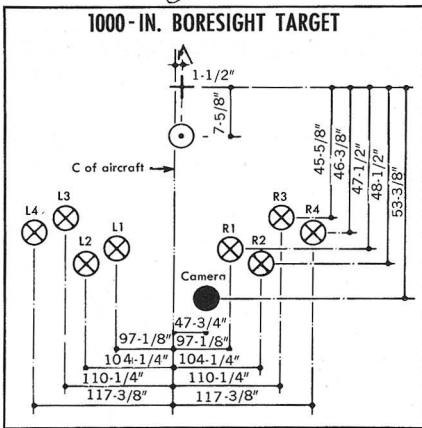 1000-IN. BORESIGHT TARGET
1-1/2"
7-5/8"
45-5/8"
46-3/8"
47-1/2"
48-1/2"
53-3/8"
C of aircraft
L4
L3
L2
L1
R1
R2
R3
R4
Camera
47-3/4"
97-1/8" 97-1/8"
104-1/4" 104-1/4"
110-1/4" 110-1/4"
117-3/8" 117-3/8"